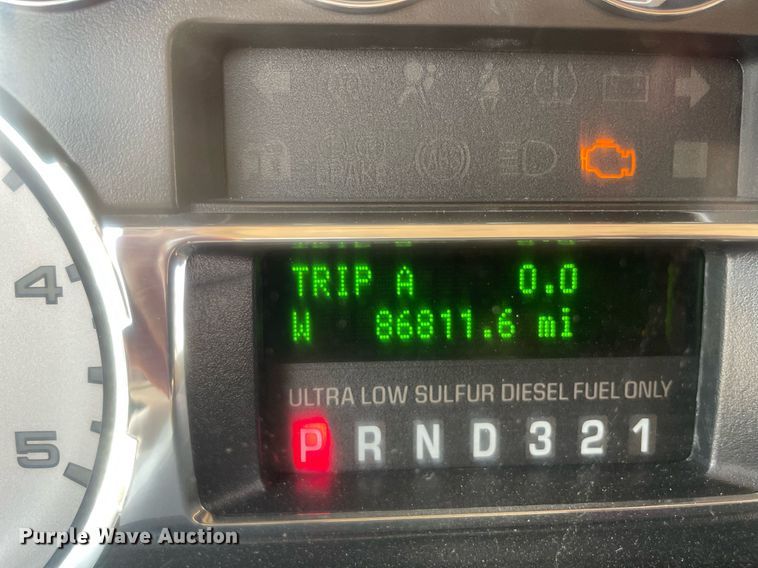 BRAKE
TRIP A 0.0
W 86811.6 mi
ULTRA LOW SULFUR DIESEL FUEL ONLY
P R N D 3 2 1
4
5
Purple Wave Auction